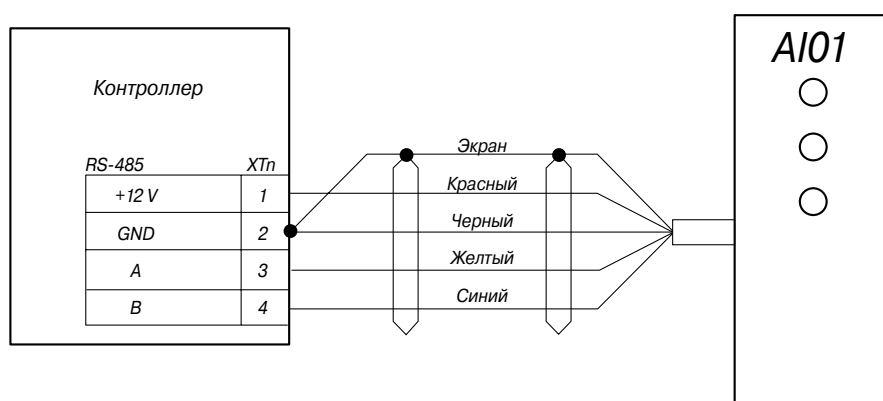 AI01
Контроллер
RS-485 XTn
+12 V 1
GND 2
A 3
B 4
Экран
Красный
Черный
Желтый
Синий